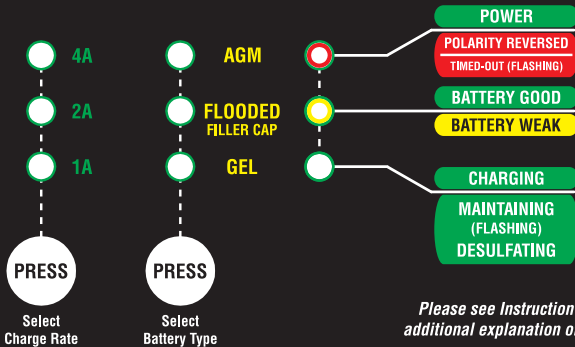 4A
2A
1A
PRESS
Select
Charge Rate
AGM
FLOODED
FILLER CAP
GEL
PRESS
Select
Battery Type
POWER
POLARITY REVERSED
TIMED-OUT (FLASHING)
BATTERY GOOD
BATTERY WEAK
CHARGING
MAINTAINING
(FLASHING)
DESULFATING
Please see Instruction
additional explanation